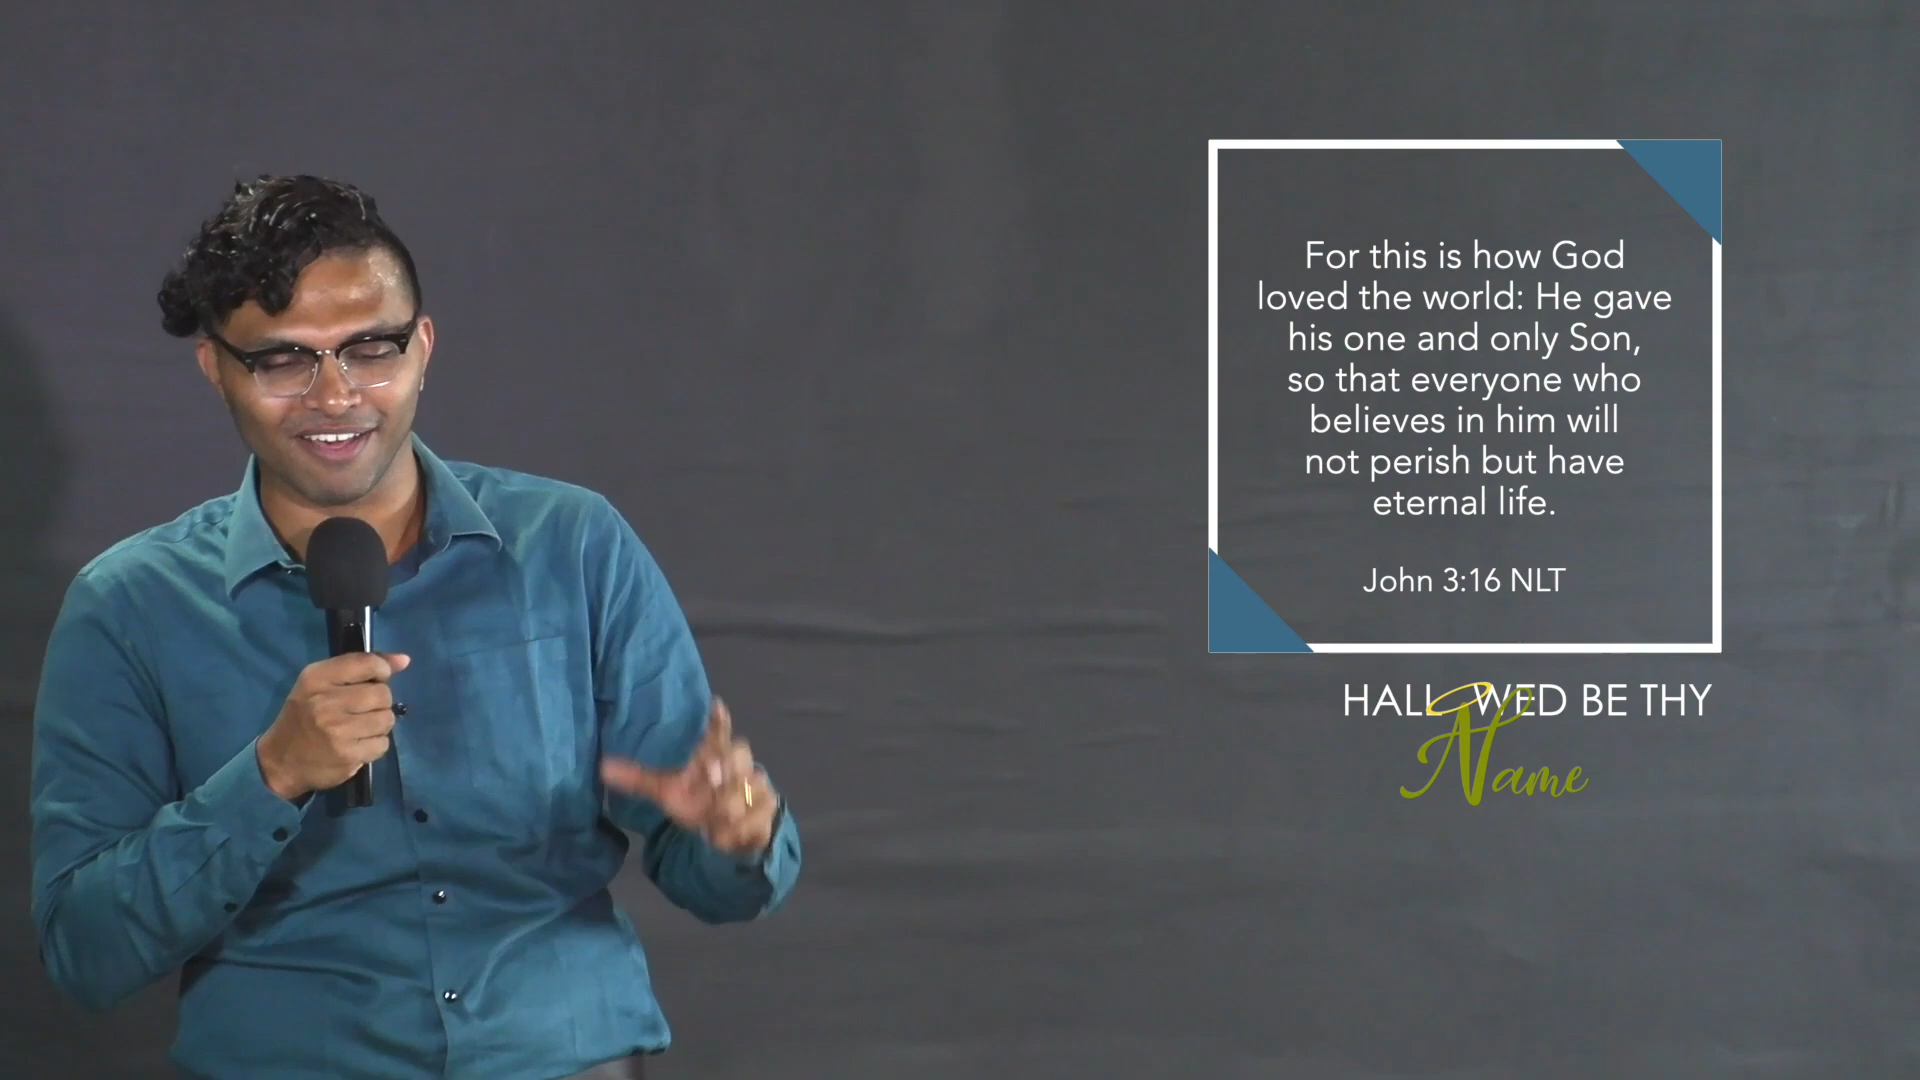 For this is how God
loved the world: He gave
his one and only Son,
so that everyone who
believes in him will
not perish but have
eternal life.
John 3:16 NLT
HALLOWED BE THY
Name